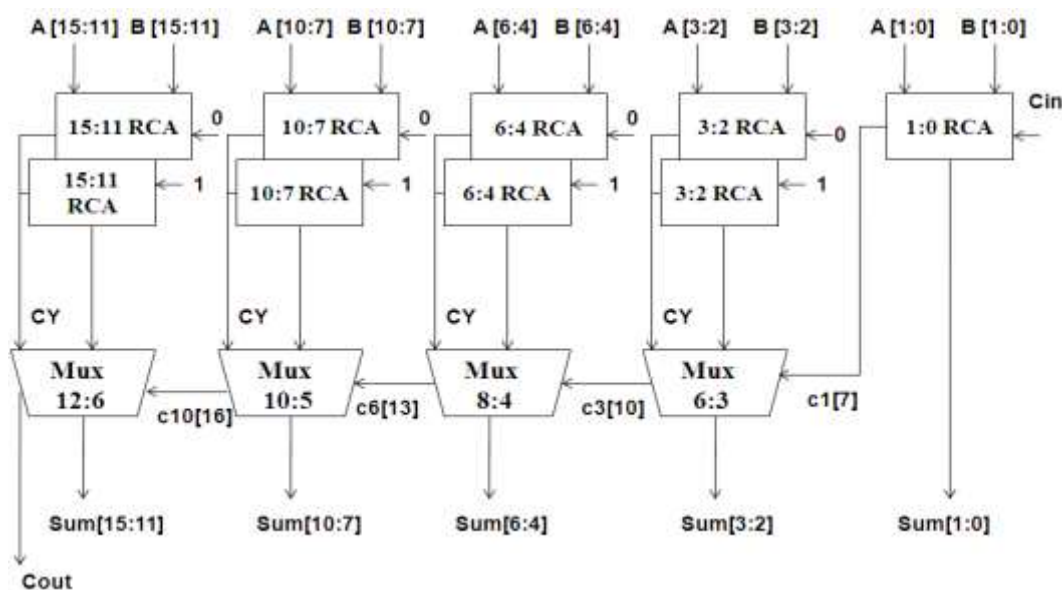 A [15:11] B [15:11] A [10:7] B [10:7] A [6:4] B [6:4] A [3:2] B [3:2] A [1:0] B [1:0]
15:11 RCA 0 10:7 RCA 0 6:4 RCA 0 3:2 RCA 0 1:0 RCA Cin
15:11
RCA 1 10:7 RCA 1 6:4 RCA 1 3:2 RCA 1
CY CY CY CY
Mux Mux Mux Mux
12:6 c10[16] 10:5 c6[13] 8:4 c3[10] 6:3 c1[7]
Sum[15:11] Sum[10:7] Sum[6:4] Sum[3:2] Sum[1:0]
Cout